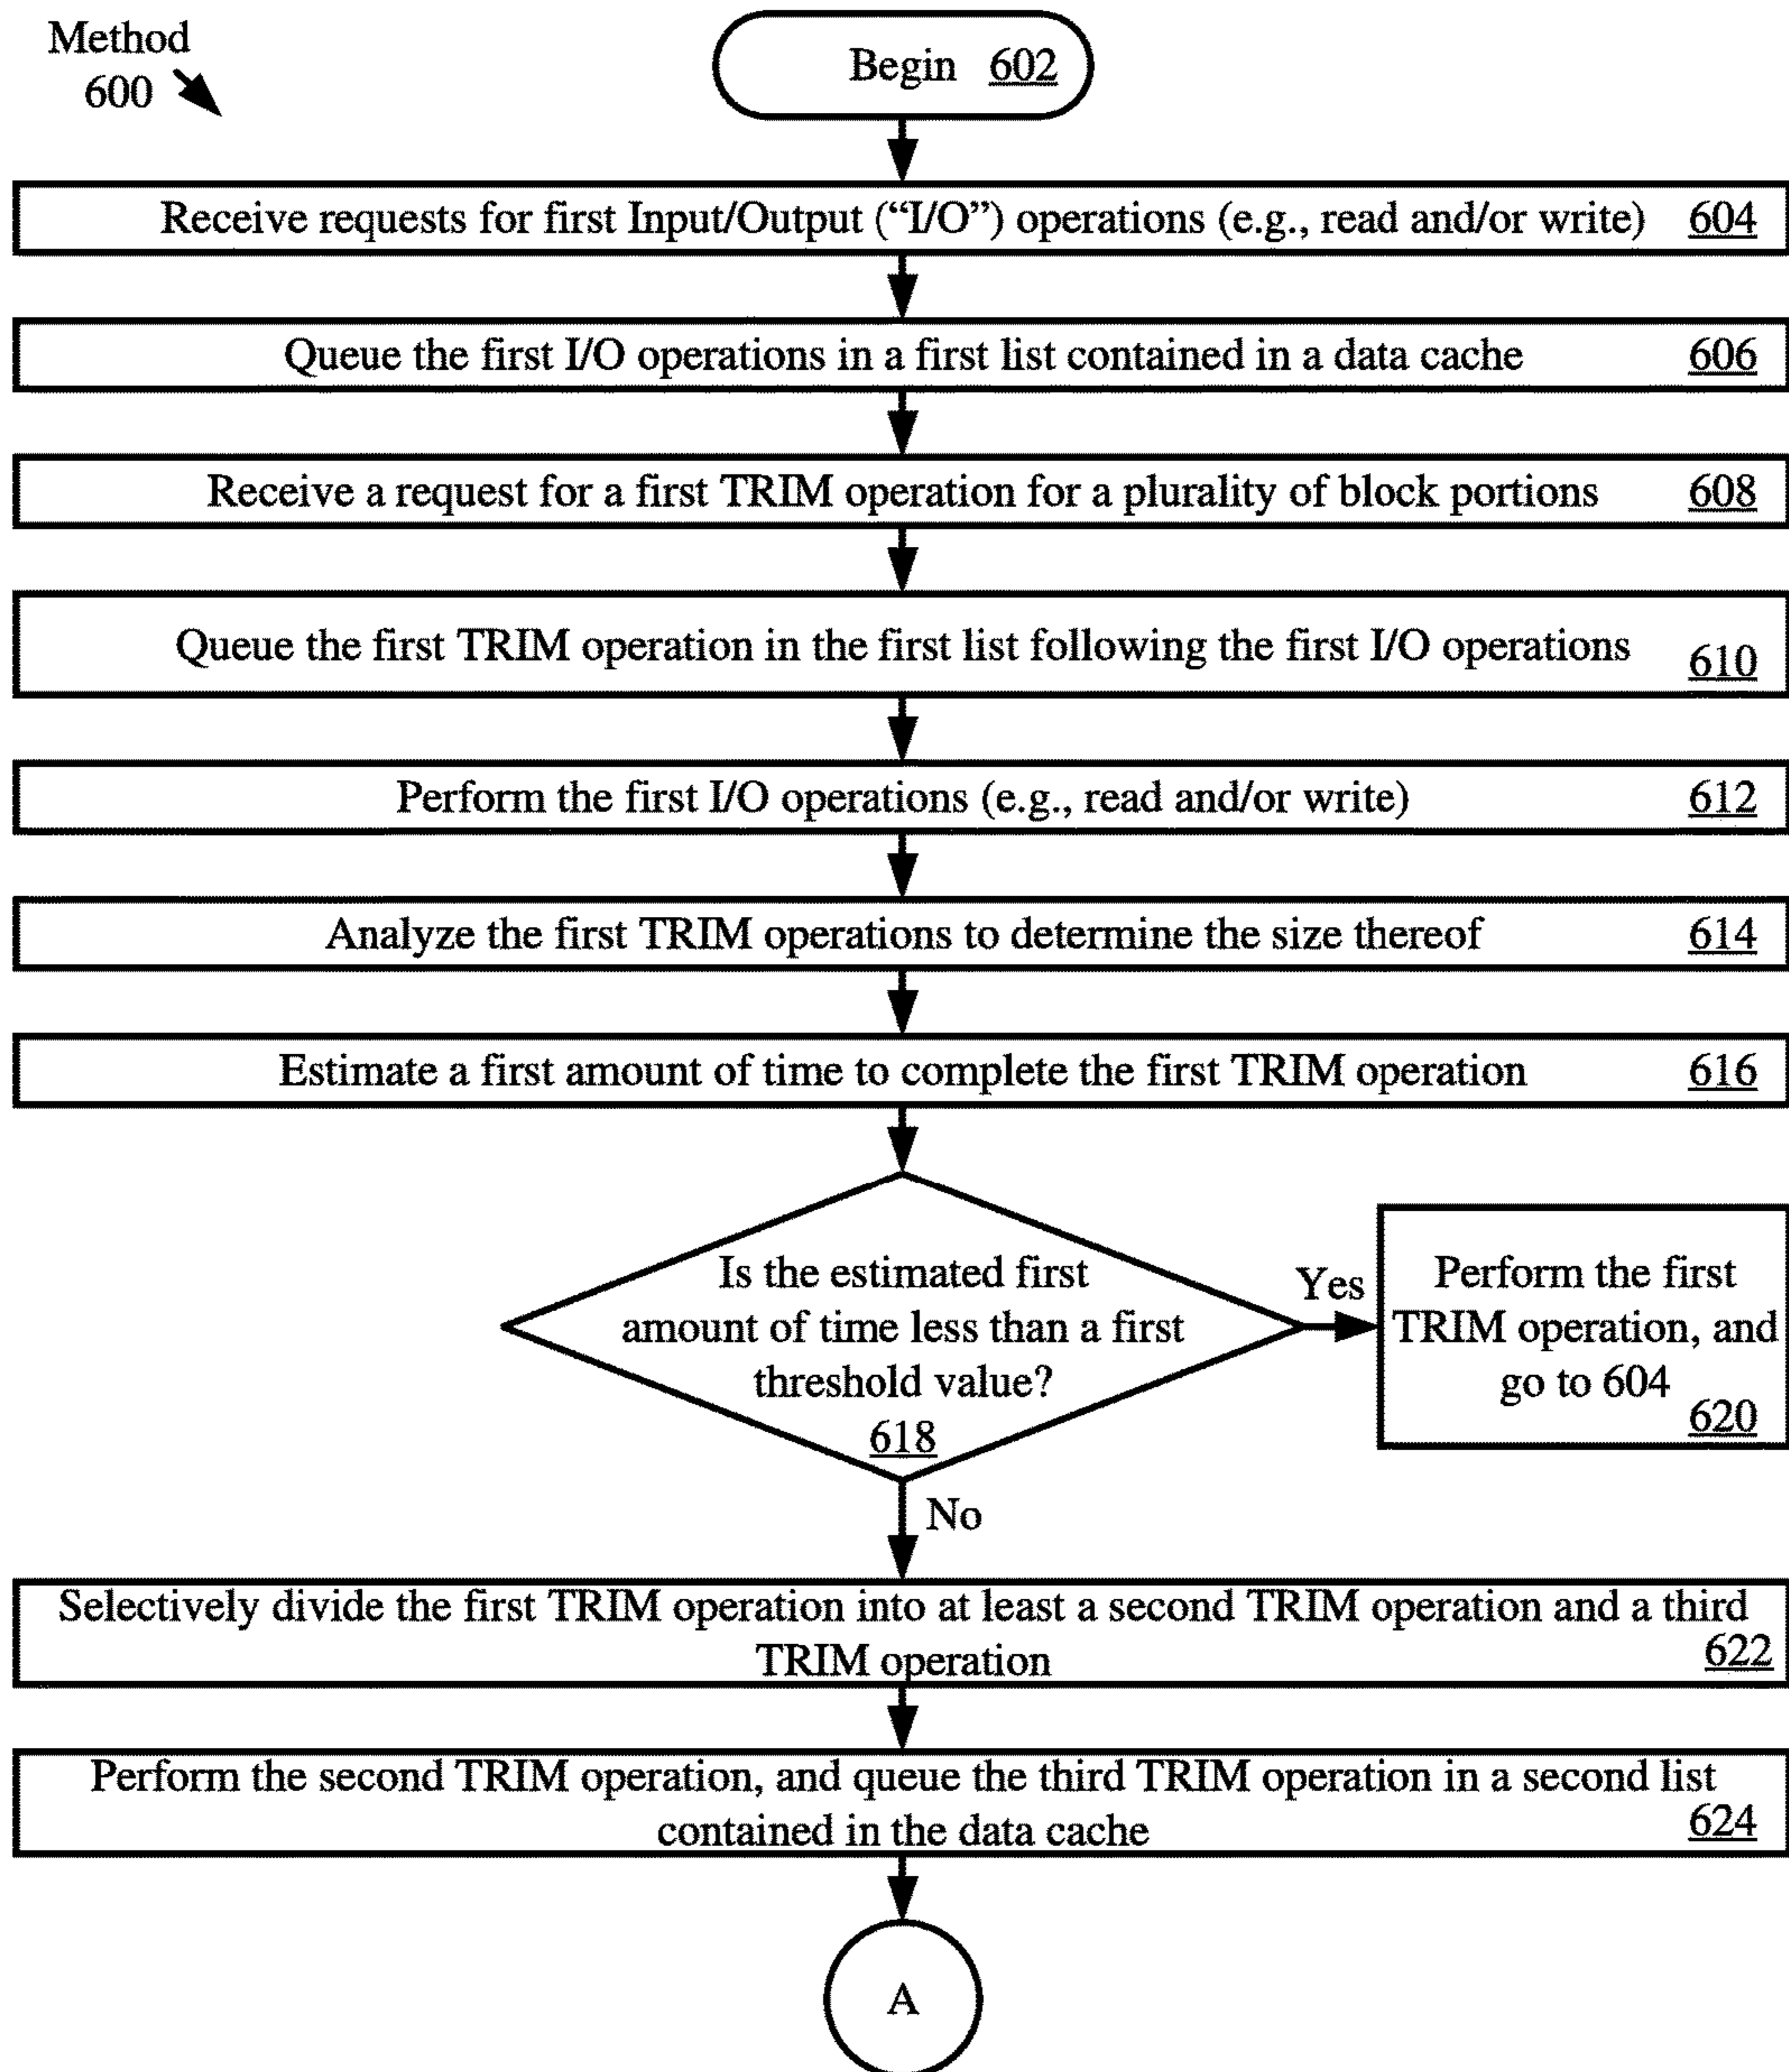 Method
600
Begin 602
Receive requests for first Input/Output (“I/O”) operations (e.g., read and/or write) 604
Queue the first I/O operations in a first list contained in a data cache 606
Receive a request for a first TRIM operation for a plurality of block portions 608
Queue the first TRIM operation in the first list following the first I/O operations 610
Perform the first I/O operations (e.g., read and/or write) 612
Analyze the first TRIM operations to determine the size thereof 614
Estimate a first amount of time to complete the first TRIM operation 616
Is the estimated first
amount of time less than a first
threshold value?
618
Yes
Perform the first
TRIM operation, and
go to 604
620
No
Selectively divide the first TRIM operation into at least a second TRIM operation and a third
TRIM operation 622
Perform the second TRIM operation, and queue the third TRIM operation in a second list
contained in the data cache 624
A